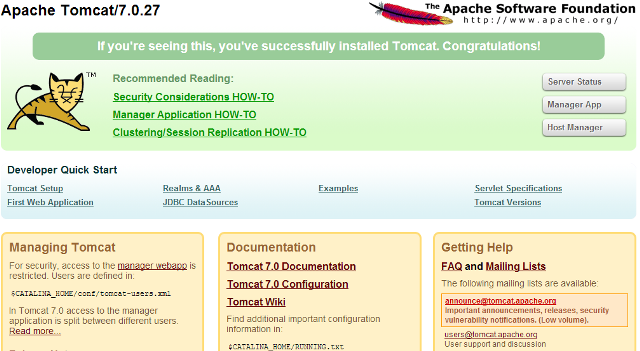 Apache Tomcat/7.0.27
The Apache Software Foundation
http://www.apache.org/
If you're seeing this, you've successfully installed Tomcat. Congratulations!
TM
Recommended Reading:
Security Considerations HOW-TO
Manager Application HOW-TO
Clustering/Session Replication HOW-TO
Server Status
Manager App
Host Manager
Developer Quick Start
Tomcat Setup
First Web Application
Realms & AAA
JDBC DataSources
Examples
Servlet Specifications
Tomcat Versions
Managing Tomcat
For security, access to the manager webapp is
restricted. Users are defined in:
$CATALINA_HOME/conf/tomcat-users.xml
In Tomcat 7.0 access to the manager
application is split between different users.
Read more...
Documentation
Tomcat 7.0 Documentation
Tomcat 7.0 Configuration
Tomcat Wiki
Find additional important configuration
information in:
$CATALINA_HOME/RUNNING.txt
Getting Help
FAQ and Mailing Lists
The following mailing lists are available:
announce@tomcat.apache.org
Important announcements, releases, security
vulnerability notifications. (Low volume).
users@tomcat.apache.org
User support and discussion